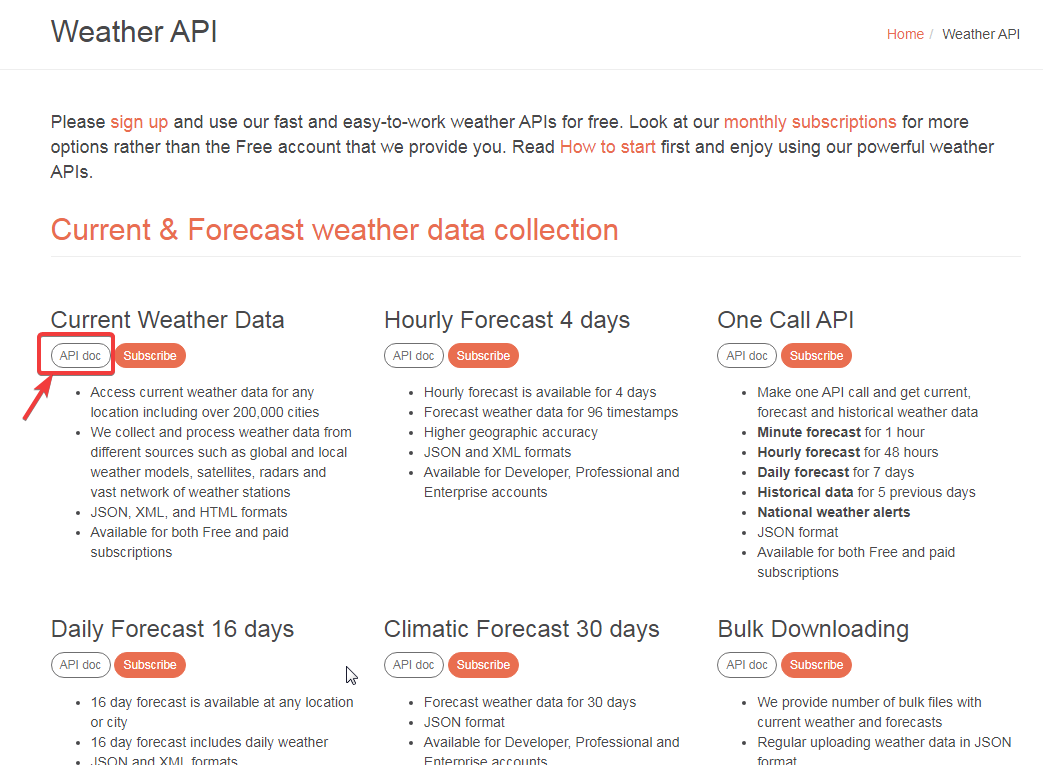 Weather API
Home / Weather API
Please sign up and use our fast and easy-to-work weather APIs for free. Look at our monthly subscriptions for more
options rather than the Free account that we provide you. Read How to start first and enjoy using our powerful weather
APIs.
Current & Forecast weather data collection
Current Weather Data
API doc Subscribe
Access current weather data for any
location including over 200,000 cities
We collect and process weather data from
different sources such as global and local
weather models, satellites, radars and
vast network of weather stations
JSON, XML, and HTML formats
Available for both Free and paid
subscriptions
Hourly Forecast 4 days
API doc Subscribe
Hourly forecast is available for 4 days
Forecast weather data for 96 timestamps
Higher geographic accuracy
JSON and XML formats
Available for Developer, Professional and
Enterprise accounts
One Call API
API doc Subscribe
Make one API call and get current,
forecast and historical weather data
Minute forecast for 1 hour
Hourly forecast for 48 hours
Daily forecast for 7 days
Historical data for 5 previous days
National weather alerts
JSON format
Available for both Free and paid
subscriptions
Daily Forecast 16 days
API doc Subscribe
16 day forecast is available at any location
or city
16 day forecast includes daily weather
JSON and XML formats
Climatic Forecast 30 days
API doc Subscribe
Forecast weather data for 30 days
JSON format
Available for Developer, Professional and
Enterprise accounts
Bulk Downloading
API doc Subscribe
We provide number of bulk files with
current weather and forecasts
Regular uploading weather data in JSON
format